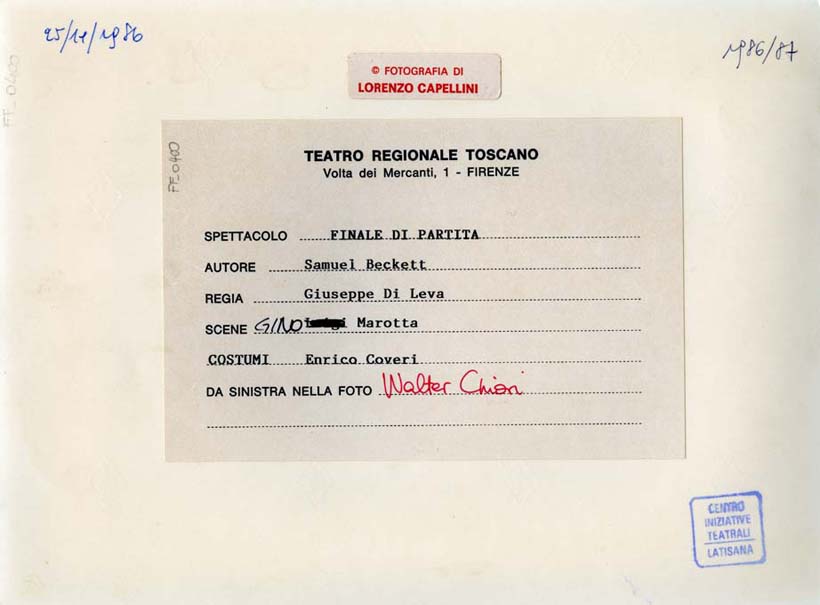 25/11/1986
1986/87
© FOTOGRAFIA DI
LORENZO CAPELLINI
FF_0400
FF_0400
TEATRO REGIONALE TOSCANO
Volta dei Mercanti, 1 - FIRENZE
SPETTACOLO FINALE DI PARTITA
AUTORE Samuel Beckett
REGIA Giuseppe Di Leva
SCENE GINO Marotta
COSTUMI Enrico Coveri
DA SINISTRA NELLA FOTO Walter Chiari
CENTRO
INIZIATIVE
TEATRALI
LATISANA